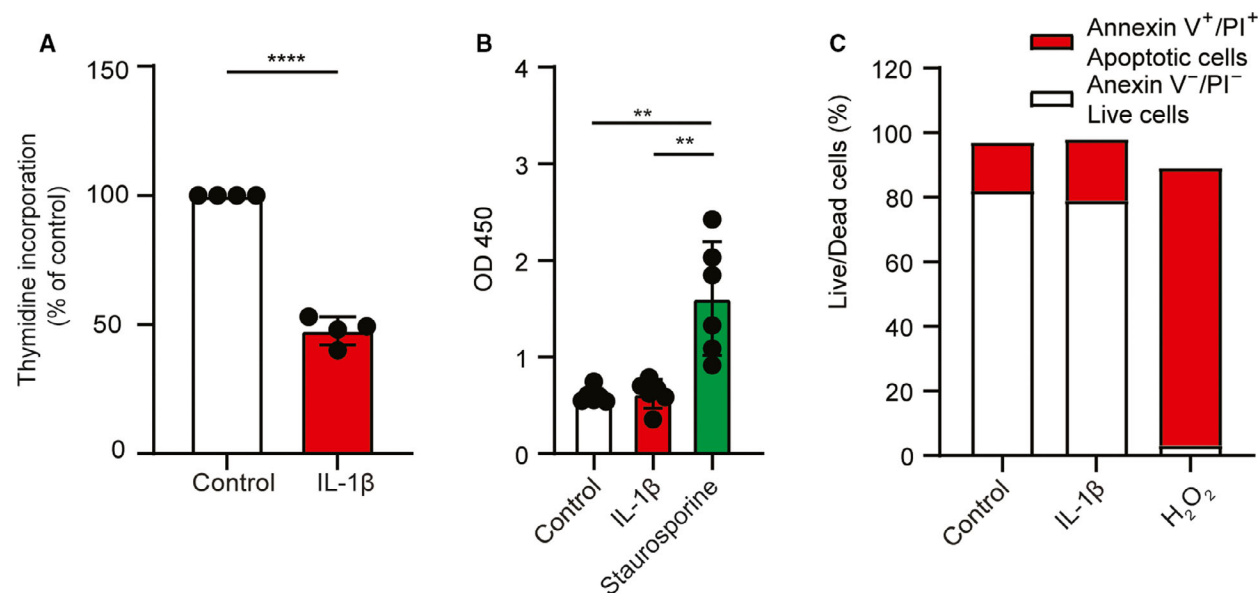 A
Thymidine incorporation
(% of control)
150
100
50
0
****
Control
IL-1β
B
OD 450
4
3
2
1
0
**
**
Control
IL-1β
Staurosporine
C
Annexin V⁺/PI⁺
Apoptotic cells
Anexin V⁻/PI⁻
Live cells
Live/Dead cells (%)
120
100
80
60
40
20
0
Control
IL-1β
H₂O₂